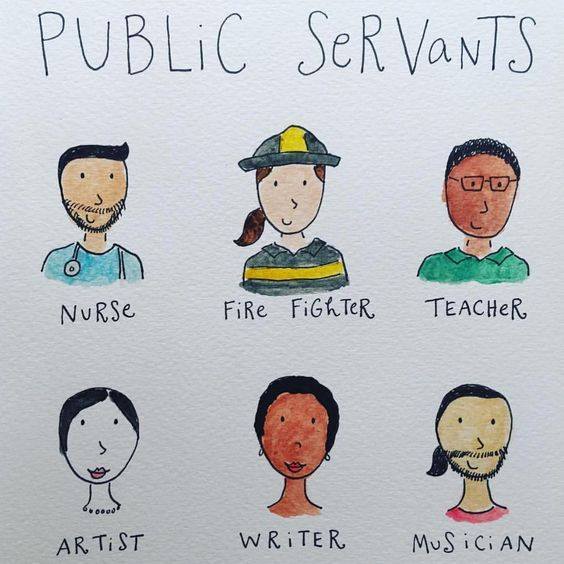 PUBLiC SeRVaNTS
NuRSe
FiRe FiGhTeR
TEACHeR
ARTiST
WRiTeR
MuSiCiAN